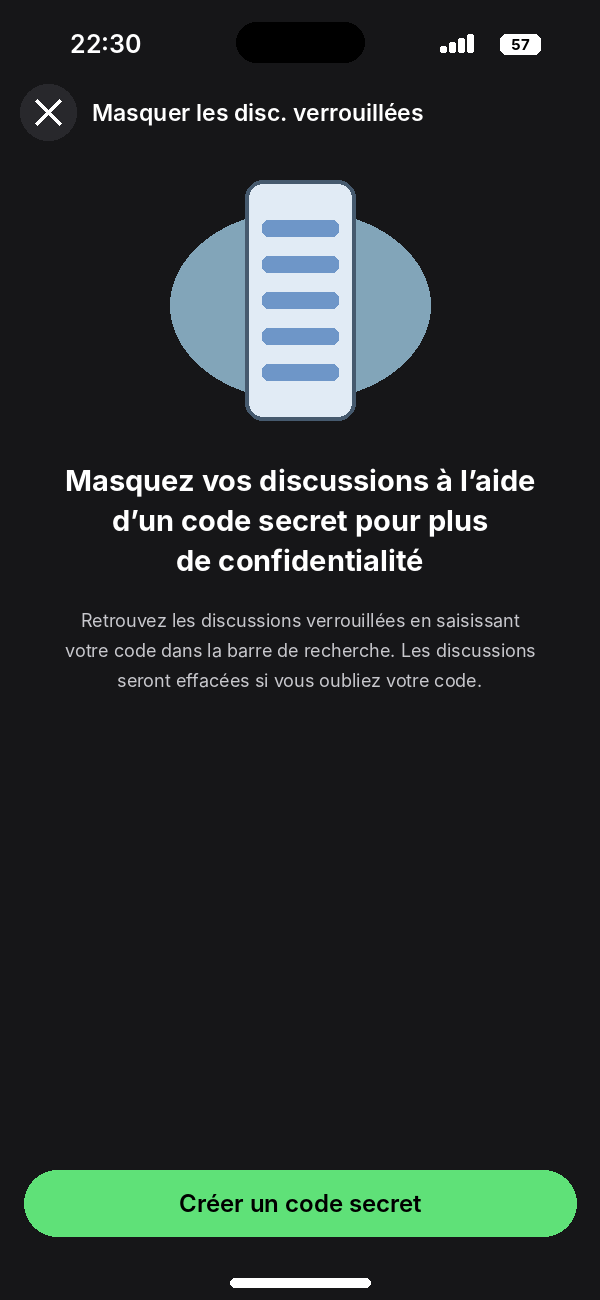 22:30
57
Masquer les disc. verrouillées
Masquez vos discussions à l’aide
d’un code secret pour plus
de confidentialité
Retrouvez les discussions verrouillées en saisissant
votre code dans la barre de recherche. Les discussions
seront effacées si vous oubliez votre code.
Créer un code secret